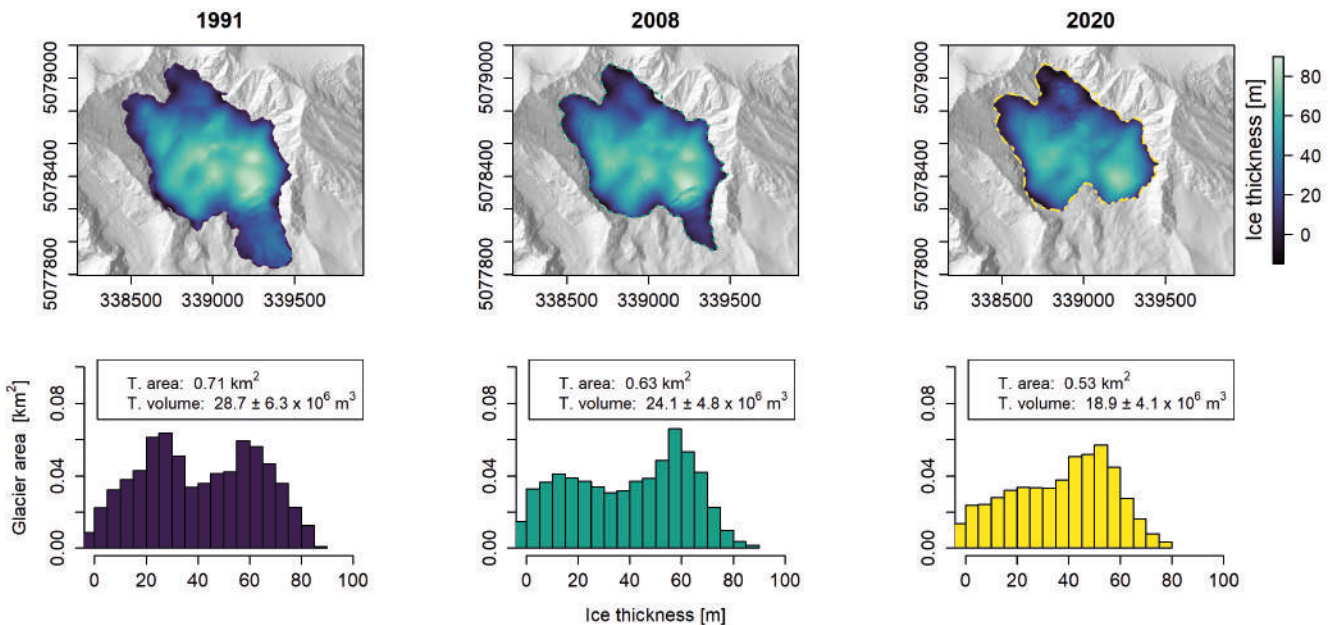 1991
2008
2020
5079000
5078400
5077800
338500 339000 339500
5079000
5078400
5077800
338500 339000 339500
5079000
5078400
5077800
338500 339000 339500
Ice thickness [m]
80
60
40
20
0
Glacier area [km²]
0.08
0.04
0.00
T. area: 0.71 km²
T. volume: 28.7 ± 6.3 x 10⁶ m³
0 20 40 60 80 100
0.08
0.04
0.00
T. area: 0.63 km²
T. volume: 24.1 ± 4.8 x 10⁶ m³
0 20 40 60 80 100
0.08
0.04
0.00
T. area: 0.53 km²
T. volume: 18.9 ± 4.1 x 10⁶ m³
0 20 40 60 80 100
Ice thickness [m]